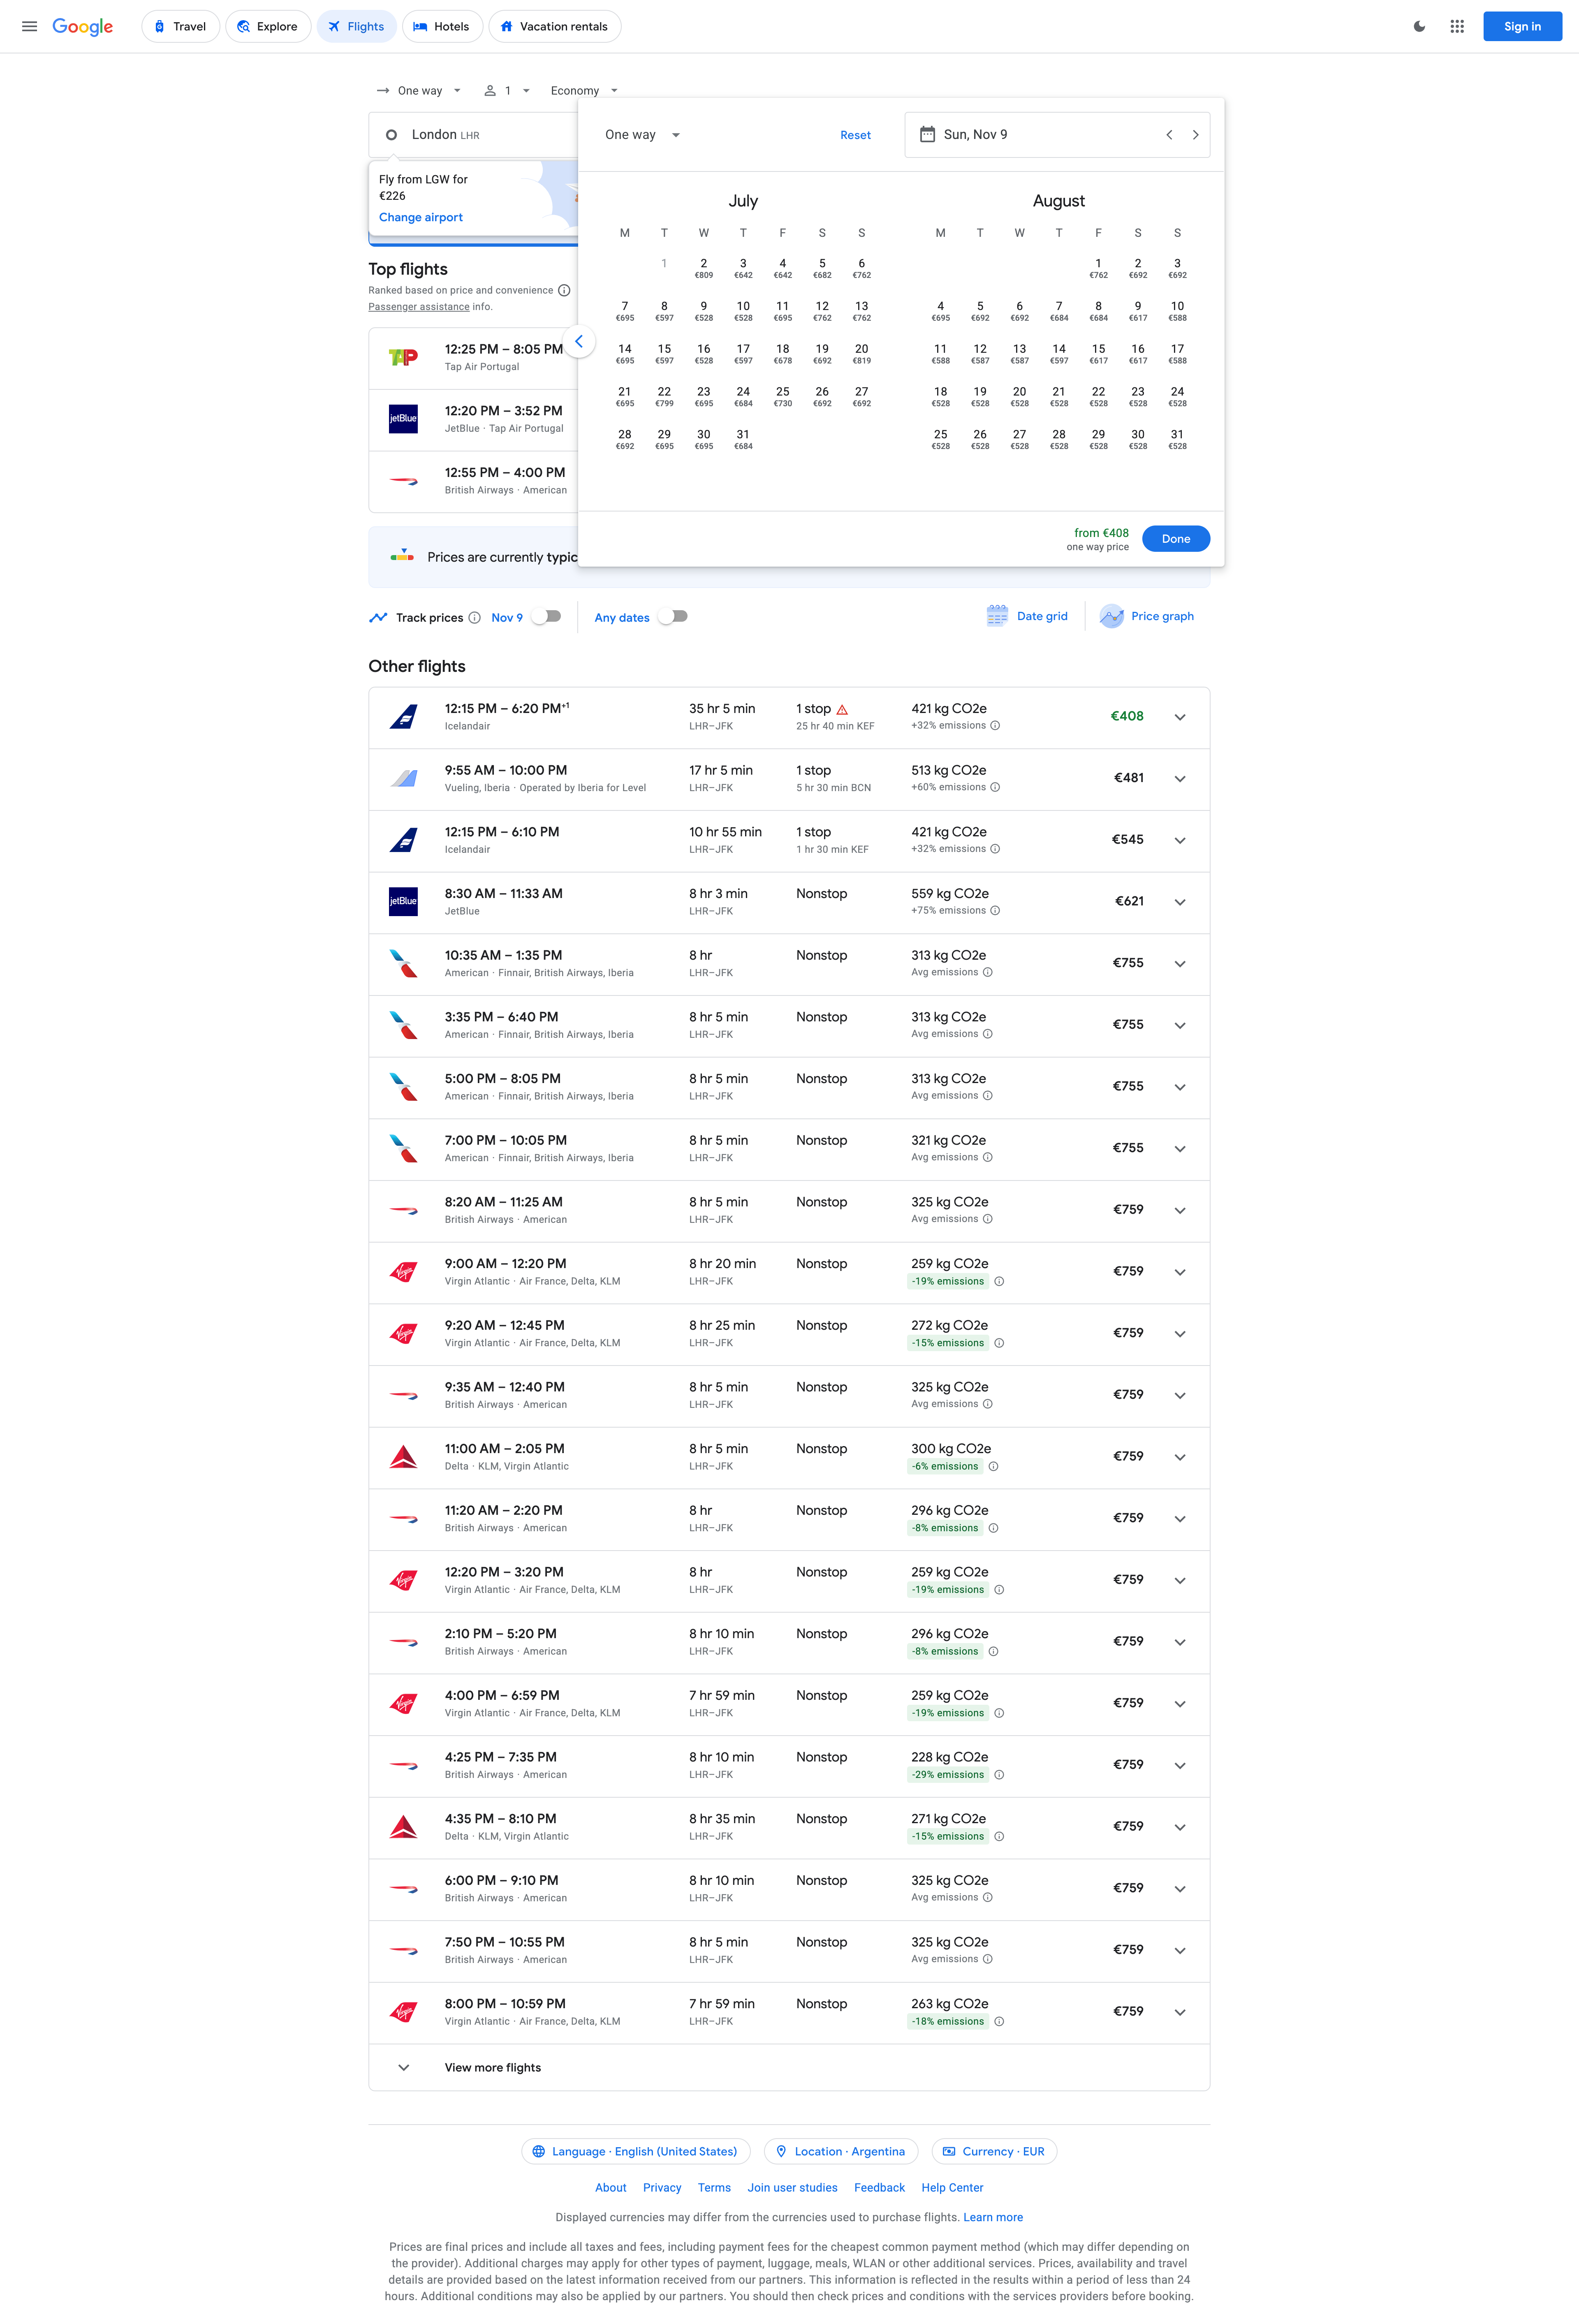 Google
Travel
Explore
Flights
Hotels
Vacation rentals
Sign in
One way
1
Economy
London LHR
Fly from LGW for
€226
Change airport
One way
Reset
Sun, Nov 9
July
M T W T F S S
1 2 3 4 5 6
€809 €642 €642 €682 €762
7 8 9 10 11 12 13
€695 €597 €528 €528 €695 €762 €762
14 15 16 17 18 19 20
€695 €597 €528 €597 €678 €692 €819
21 22 23 24 25 26 27
€695 €799 €695 €684 €730 €692 €692
28 29 30 31
€692 €695 €695 €684
August
M T W T F S S
1 2 3
€762 €692 €692
4 5 6 7 8 9 10
€695 €692 €692 €684 €684 €617 €588
11 12 13 14 15 16 17
€588 €587 €587 €597 €617 €617 €588
18 19 20 21 22 23 24
€528 €528 €528 €528 €528 €528 €528
25 26 27 28 29 30 31
€528 €528 €528 €528 €528 €528 €528
from €408
one way price
Done
Top flights
Ranked based on price and convenience
Passenger assistance info.
TAP
12:25 PM – 8:05 PM
Tap Air Portugal
jetBlue
12:20 PM – 3:52 PM
JetBlue · Tap Air Portugal
12:55 PM – 4:00 PM
British Airways · American
Prices are currently typic
Track prices
Nov 9
Any dates
Date grid
Price graph
Other flights
12:15 PM – 6:20 PM+1 35 hr 5 min 1 stop 421 kg CO2e €408
Icelandair LHR–JFK 25 hr 40 min KEF +32% emissions
9:55 AM – 10:00 PM 17 hr 5 min 1 stop 513 kg CO2e €481
Vueling, Iberia · Operated by Iberia for Level LHR–JFK 5 hr 30 min BCN +60% emissions
12:15 PM – 6:10 PM 10 hr 55 min 1 stop 421 kg CO2e €545
Icelandair LHR–JFK 1 hr 30 min KEF +32% emissions
jetBlue
8:30 AM – 11:33 AM 8 hr 3 min Nonstop 559 kg CO2e €621
JetBlue LHR–JFK +75% emissions
10:35 AM – 1:35 PM 8 hr Nonstop 313 kg CO2e €755
American · Finnair, British Airways, Iberia LHR–JFK Avg emissions
3:35 PM – 6:40 PM 8 hr 5 min Nonstop 313 kg CO2e €755
American · Finnair, British Airways, Iberia LHR–JFK Avg emissions
5:00 PM – 8:05 PM 8 hr 5 min Nonstop 313 kg CO2e €755
American · Finnair, British Airways, Iberia LHR–JFK Avg emissions
7:00 PM – 10:05 PM 8 hr 5 min Nonstop 321 kg CO2e €755
American · Finnair, British Airways, Iberia LHR–JFK Avg emissions
8:20 AM – 11:25 AM 8 hr 5 min Nonstop 325 kg CO2e €759
British Airways · American LHR–JFK Avg emissions
9:00 AM – 12:20 PM 8 hr 20 min Nonstop 259 kg CO2e €759
Virgin Atlantic · Air France, Delta, KLM LHR–JFK -19% emissions
9:20 AM – 12:45 PM 8 hr 25 min Nonstop 272 kg CO2e €759
Virgin Atlantic · Air France, Delta, KLM LHR–JFK -15% emissions
9:35 AM – 12:40 PM 8 hr 5 min Nonstop 325 kg CO2e €759
British Airways · American LHR–JFK Avg emissions
11:00 AM – 2:05 PM 8 hr 5 min Nonstop 300 kg CO2e €759
Delta · KLM, Virgin Atlantic LHR–JFK -6% emissions
11:20 AM – 2:20 PM 8 hr Nonstop 296 kg CO2e €759
British Airways · American LHR–JFK -8% emissions
12:20 PM – 3:20 PM 8 hr Nonstop 259 kg CO2e €759
Virgin Atlantic · Air France, Delta, KLM LHR–JFK -19% emissions
2:10 PM – 5:20 PM 8 hr 10 min Nonstop 296 kg CO2e €759
British Airways · American LHR–JFK -8% emissions
4:00 PM – 6:59 PM 7 hr 59 min Nonstop 259 kg CO2e €759
Virgin Atlantic · Air France, Delta, KLM LHR–JFK -19% emissions
4:25 PM – 7:35 PM 8 hr 10 min Nonstop 228 kg CO2e €759
British Airways · American LHR–JFK -29% emissions
4:35 PM – 8:10 PM 8 hr 35 min Nonstop 271 kg CO2e €759
Delta · KLM, Virgin Atlantic LHR–JFK -15% emissions
6:00 PM – 9:10 PM 8 hr 10 min Nonstop 325 kg CO2e €759
British Airways · American LHR–JFK Avg emissions
7:50 PM – 10:55 PM 8 hr 5 min Nonstop 325 kg CO2e €759
British Airways · American LHR–JFK Avg emissions
8:00 PM – 10:59 PM 7 hr 59 min Nonstop 263 kg CO2e €759
Virgin Atlantic · Air France, Delta, KLM LHR–JFK -18% emissions
View more flights
Language · English (United States)
Location · Argentina
Currency · EUR
About Privacy Terms Join user studies Feedback Help Center
Displayed currencies may differ from the currencies used to purchase flights. Learn more
Prices are final prices and include all taxes and fees, including payment fees for the cheapest common payment method (which may differ depending on
the provider). Additional charges may apply for other types of payment, luggage, meals, WLAN or other additional services. Prices, availability and travel
details are provided based on the latest information received from our partners. This information is reflected in the results within a period of less than 24
hours. Additional conditions may also be applied by our partners. You should then check prices and conditions with the services providers before booking.